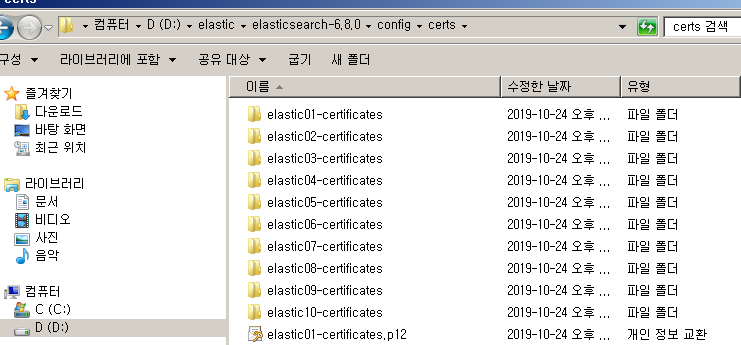 컴퓨터 ▸ D (D:) ▸ elastic ▸ elasticsearch-6.8.0 ▸ config ▸ certs ▸ certs 검색
구성 라이브러리에 포함 공유 대상 굽기 새 폴더
이름 수정한 날짜 유형
즐겨찾기
다운로드
바탕 화면
최근 위치
라이브러리
문서
비디오
사진
음악
컴퓨터
C (C:)
D (D:)
elastic01-certificates 2019-10-24 오후 ... 파일 폴더
elastic02-certificates 2019-10-24 오후 ... 파일 폴더
elastic03-certificates 2019-10-24 오후 ... 파일 폴더
elastic04-certificates 2019-10-24 오후 ... 파일 폴더
elastic05-certificates 2019-10-24 오후 ... 파일 폴더
elastic06-certificates 2019-10-24 오후 ... 파일 폴더
elastic07-certificates 2019-10-24 오후 ... 파일 폴더
elastic08-certificates 2019-10-24 오후 ... 파일 폴더
elastic09-certificates 2019-10-24 오후 ... 파일 폴더
elastic10-certificates 2019-10-24 오후 ... 파일 폴더
elastic01-certificates.p12 2019-10-24 오후 ... 개인 정보 교환